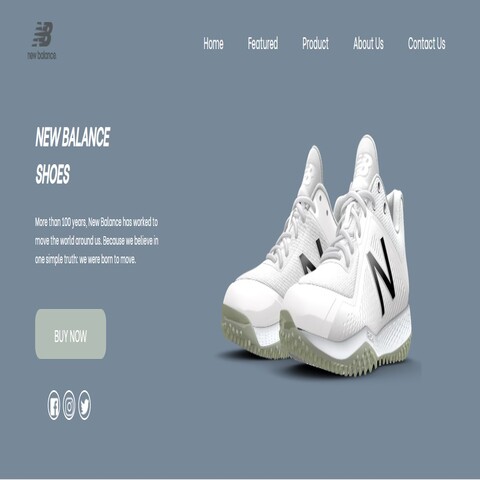 new balance
Home Featured Product About Us Contact Us
NEW BALANCE
SHOES
More than 100 years, New Balance has worked to
move the world around us. Because we believe in
one simple truth: we were born to move.
BUY NOW
N N